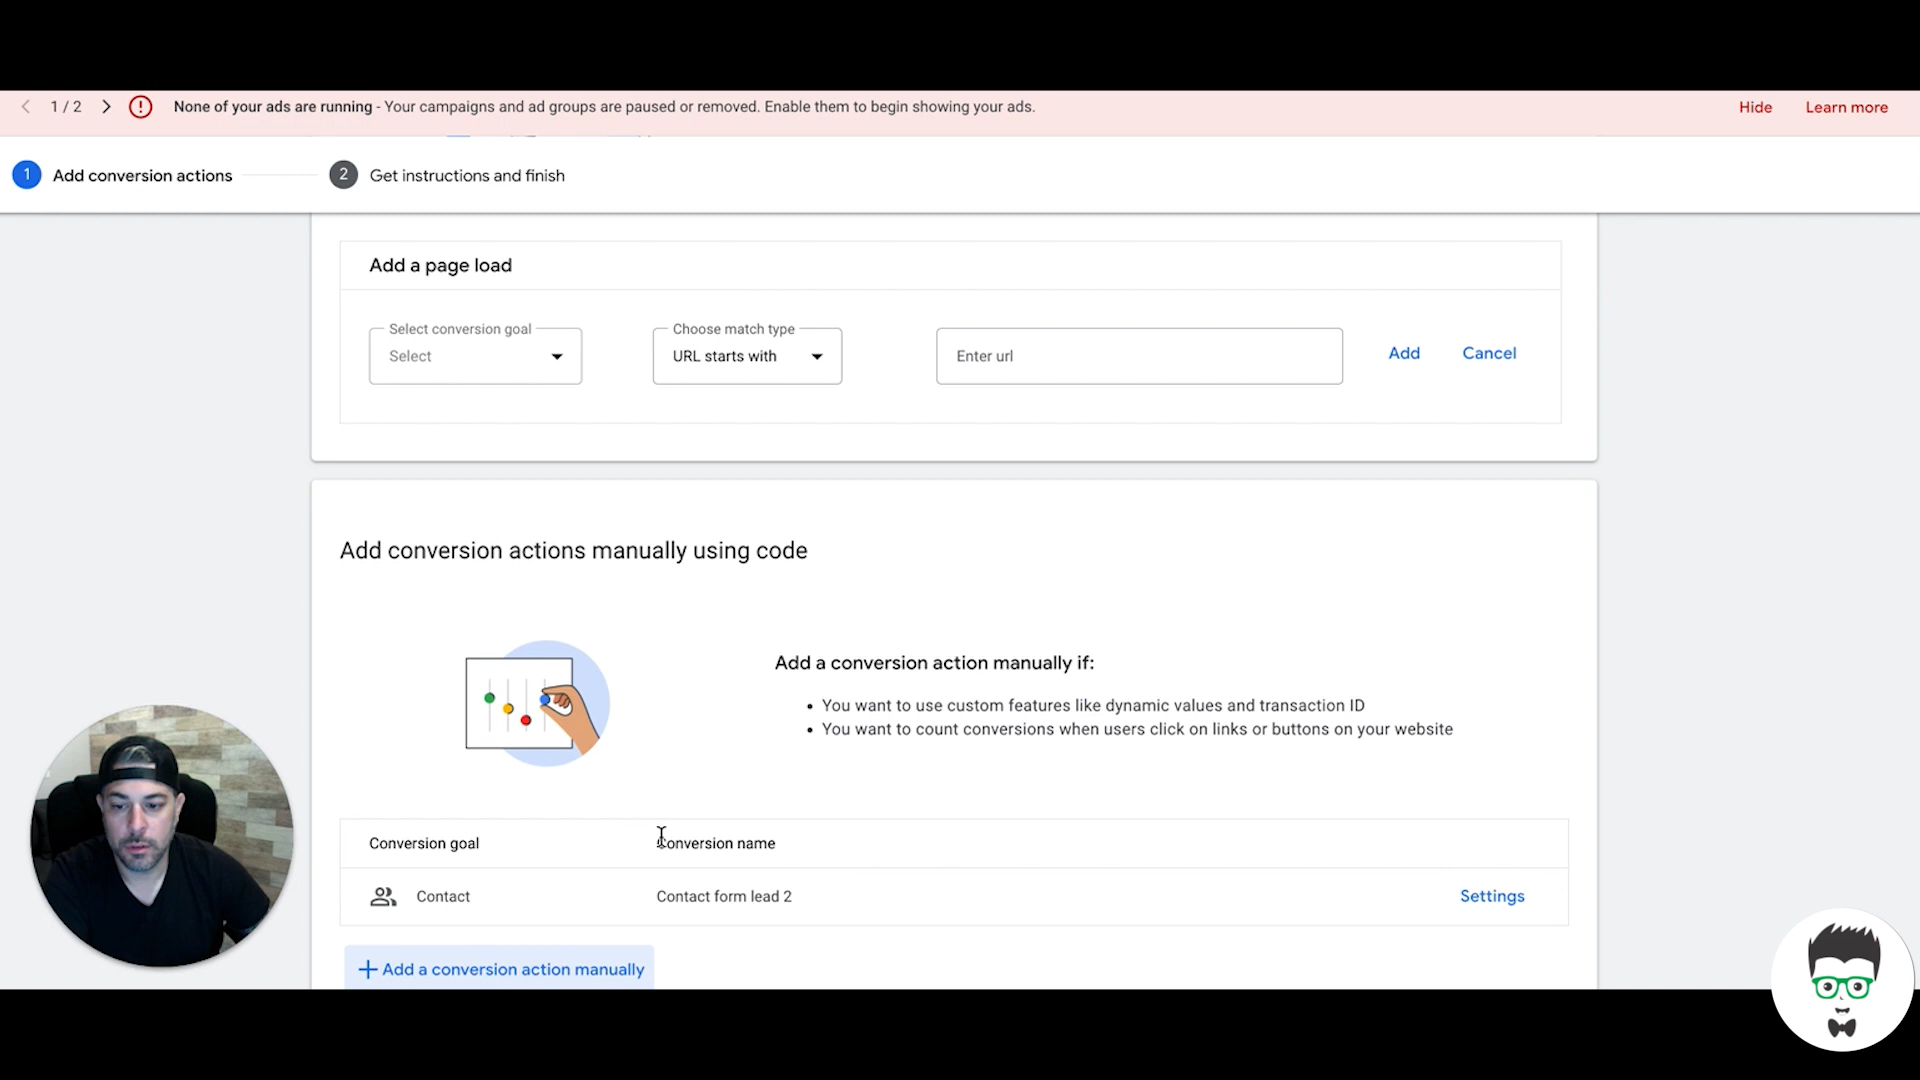 1 / 2
None of your ads are running - Your campaigns and ad groups are paused or removed. Enable them to begin showing your ads.
Hide
Learn more
1 Add conversion actions
2 Get instructions and finish
Add a page load
Select conversion goal
Select
Choose match type
URL starts with
Enter url
Add
Cancel
Add conversion actions manually using code
Add a conversion action manually if:
• You want to use custom features like dynamic values and transaction ID
• You want to count conversions when users click on links or buttons on your website
Conversion goal
Conversion name
Contact
Contact form lead 2
Settings
+ Add a conversion action manually